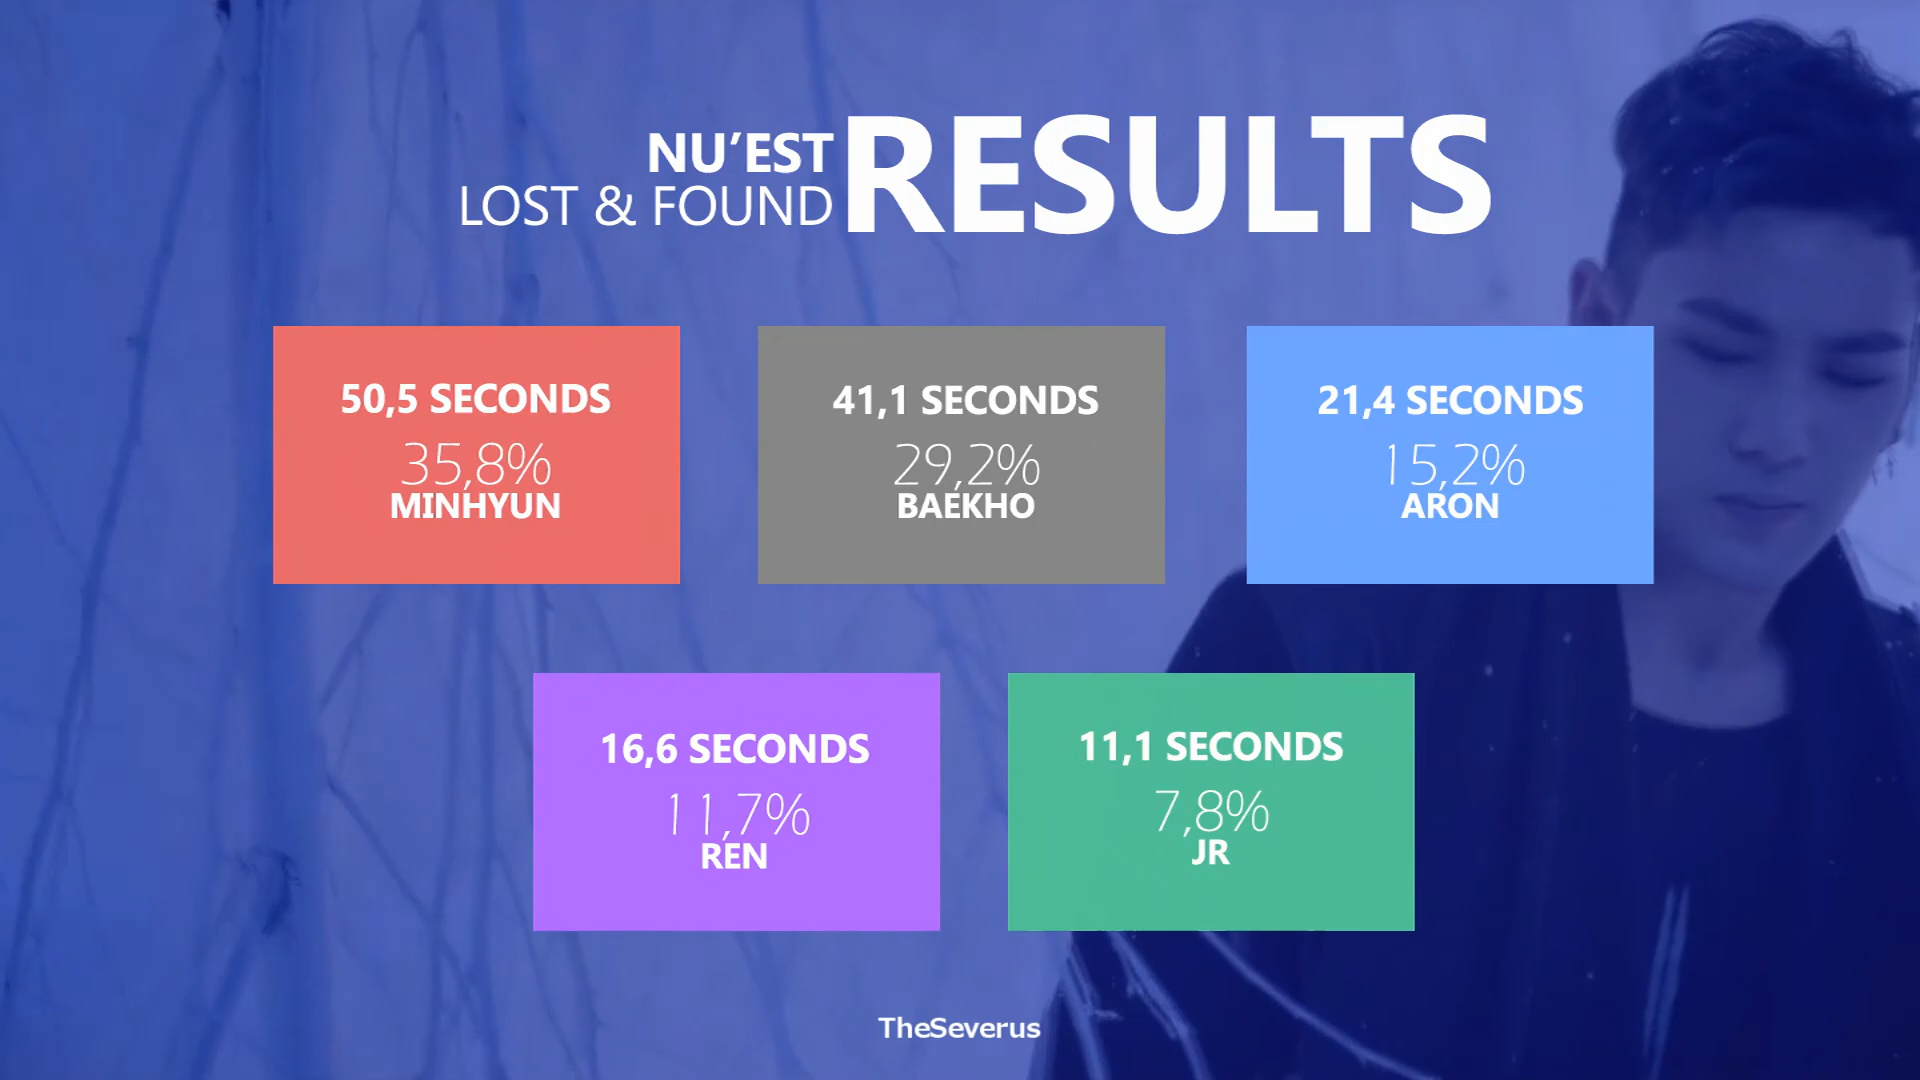 NU’EST
LOST & FOUND
RESULTS
50,5 SECONDS
35,8%
MINHYUN
41,1 SECONDS
29,2%
BAEKHO
21,4 SECONDS
15,2%
ARON
16,6 SECONDS
11,7%
REN
11,1 SECONDS
7,8%
JR
TheSeverus